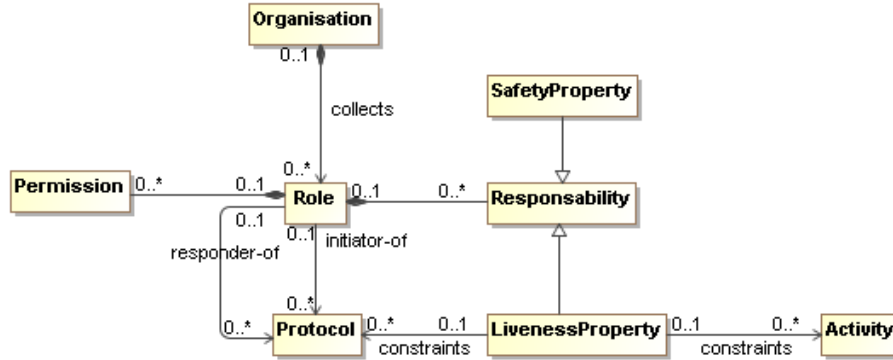 Organisation
0..1
SafetyProperty
collects
0..*
Permission
0..*
0..1
Role
0..1
0..*
Responsability
0..1
0..1
initiator-of
responder-of
0..*
0..*
Protocol
0..*
0..1
constraints
LivenessProperty
0..1
0..*
constraints
Activity